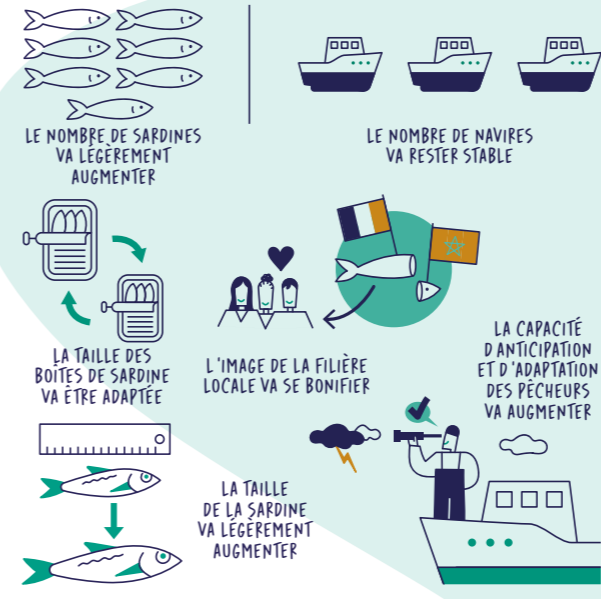 LE NOMBRE DE SARDINES
VA LÉGÈREMENT
AUGMENTER
LE NOMBRE DE NAVIRES
VA RESTER STABLE
LA TAILLE DES
BOÎTES DE SARDINE
VA ÊTRE ADAPTÉE
L'IMAGE DE LA FILIÈRE
LOCALE VA SE BONIFIER
LA CAPACITÉ
D'ANTICIPATION
ET D'ADAPTATION
DES PÊCHEURS
VA AUGMENTER
LA TAILLE
DE LA SARDINE
VA LÉGÈREMENT
AUGMENTER